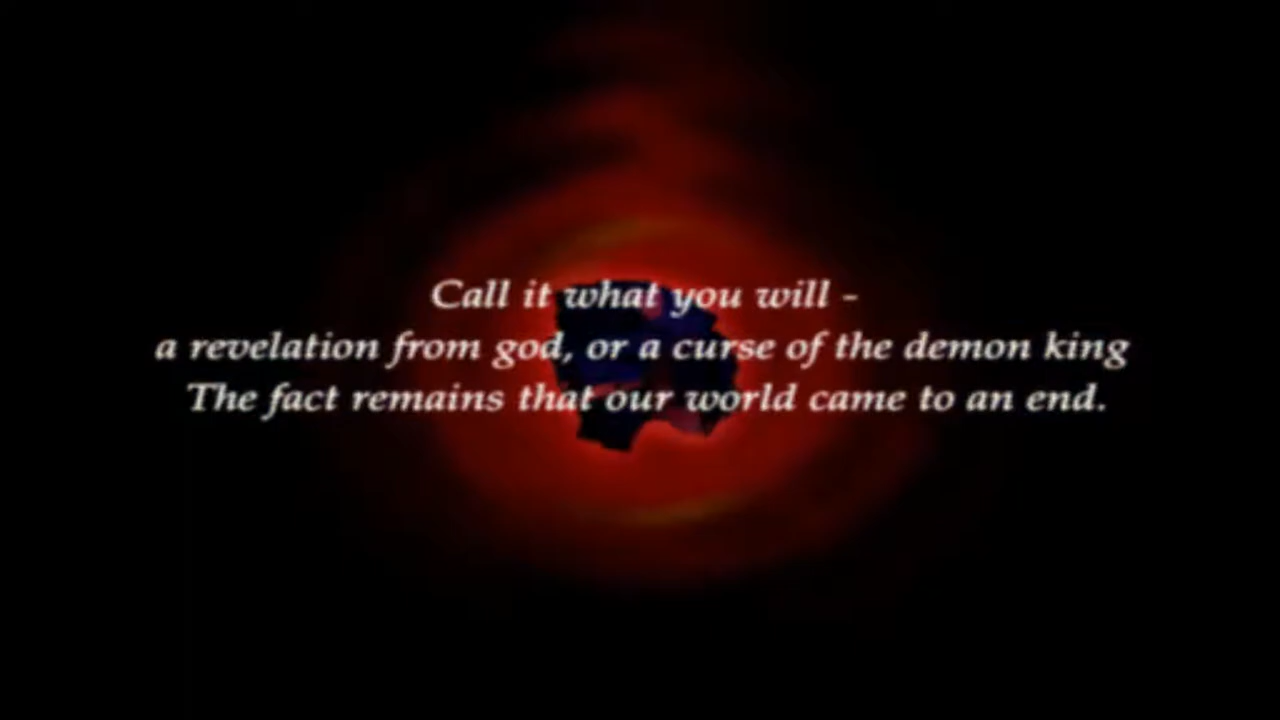 Call it what you will -
a revelation from god, or a curse of the demon king
The fact remains that our world came to an end.